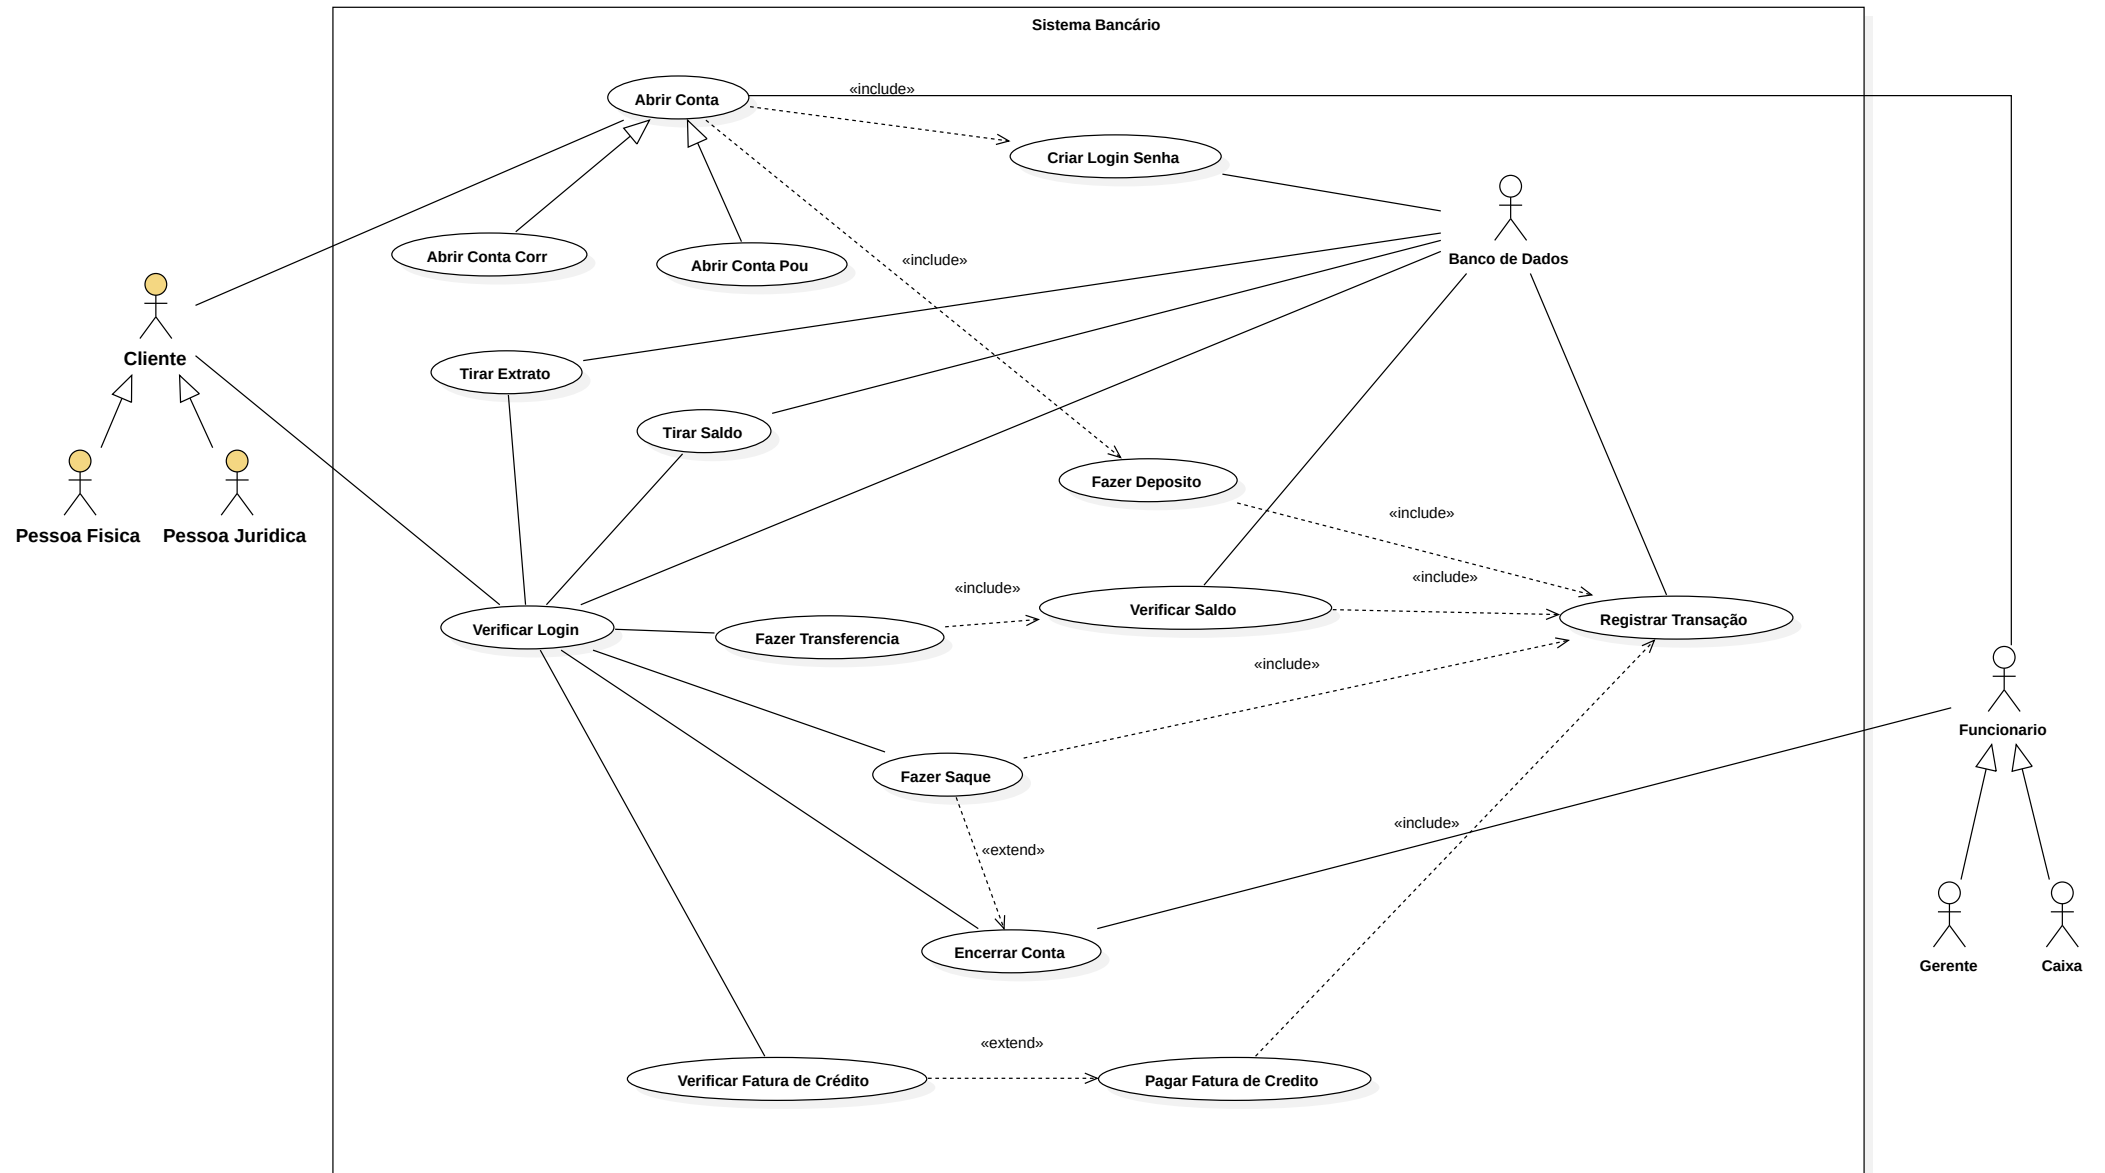 Sistema Bancário
«include»
Abrir Conta
Criar Login Senha
Abrir Conta Corr
Abrir Conta Pou
«include»
Banco de Dados
Cliente
Tirar Extrato
Tirar Saldo
Fazer Deposito
«include»
Pessoa Fisica
Pessoa Juridica
«include»
«include»
Verificar Saldo
Registrar Transação
Verificar Login
Fazer Transferencia
«include»
Funcionario
Fazer Saque
«include»
«extend»
Encerrar Conta
Gerente
Caixa
«extend»
Verificar Fatura de Crédito
Pagar Fatura de Credito